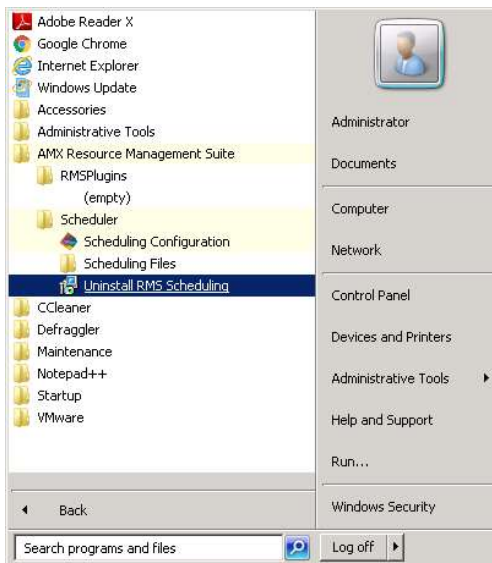 Adobe Reader X
Google Chrome
Internet Explorer
Windows Update
Accessories
Administrative Tools
AMX Resource Management Suite
RMSPlugins
(empty)
Scheduler
Scheduling Configuration
Scheduling Files
Uninstall RMS Scheduling
CCleaner
Defraggler
Maintenance
Notepad++
Startup
VMware
Back
Search programs and files
Administrator
Documents
Computer
Network
Control Panel
Devices and Printers
Administrative Tools
Help and Support
Run...
Windows Security
Log off